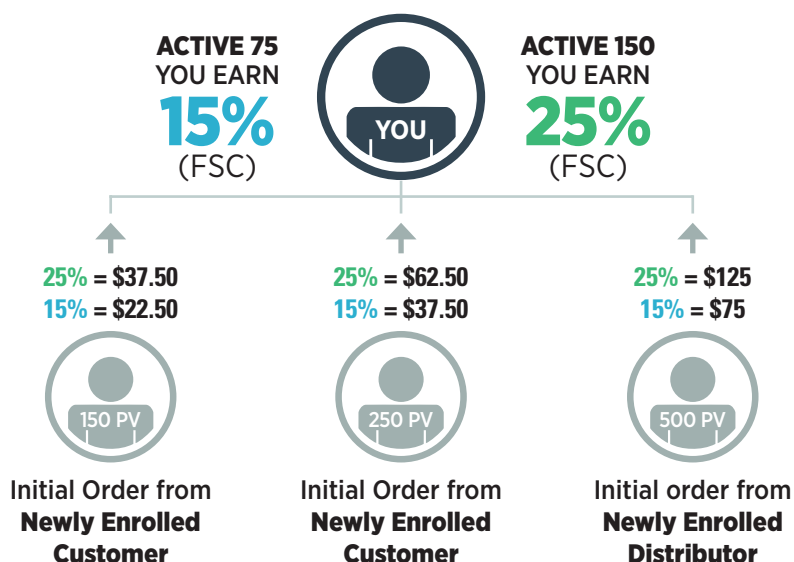 ACTIVE 75
YOU EARN
15%
(FSC)
YOU
ACTIVE 150
YOU EARN
25%
(FSC)
25% = $37.50
15% = $22.50
150 PV
Initial Order from
Newly Enrolled
Customer
25% = $62.50
15% = $37.50
250 PV
Initial Order from
Newly Enrolled
Customer
25% = $125
15% = $75
500 PV
Initial order from
Newly Enrolled
Distributor